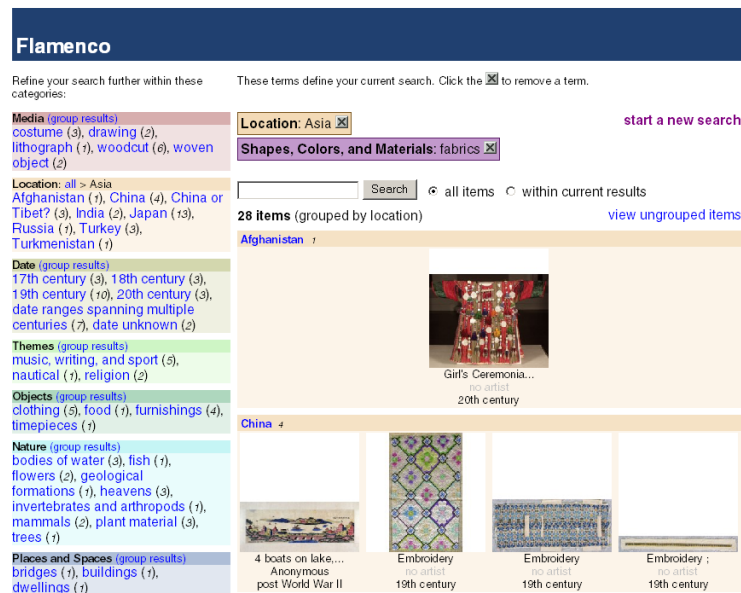 Flamenco
Refine your search further within these
categories:
Media (group results)
costume (3), drawing (2),
lithograph (1), woodcut (6), woven
object (2)
Location: all > Asia
Afghanistan (1), China (4), China or
Tibet? (3), India (2), Japan (13),
Russia (1), Turkey (3),
Turkmenistan (1)
Date (group results)
17th century (3), 18th century (3),
19th century (10), 20th century (3),
date ranges spanning multiple
centuries (7), date unknown (2)
Themes (group results)
music, writing, and sport (5),
nautical (1), religion (2)
Objects (group results)
clothing (5), food (1), furnishings (4),
timepieces (1)
Nature (group results)
bodies of water (3), fish (1),
flowers (2), geological
formations (1), heavens (3),
invertebrates and arthropods (1),
mammals (2), plant material (3),
trees (1)
Places and Spaces (group results)
bridges (1), buildings (1),
dwellings (1)
These terms define your current search. Click the to remove a term.
Location: Asia
start a new search
Shapes, Colors, and Materials: fabrics
Search all items within current results
28 items (grouped by location)
view ungrouped items
Afghanistan 1
Girl's Ceremonia...
no artist
20th century
China 4
4 boats on lake,...
Anonymous
post World War II
Embroidery
no artist
19th century
Embroidery
no artist
19th century
Embroidery ;
no artist
19th century